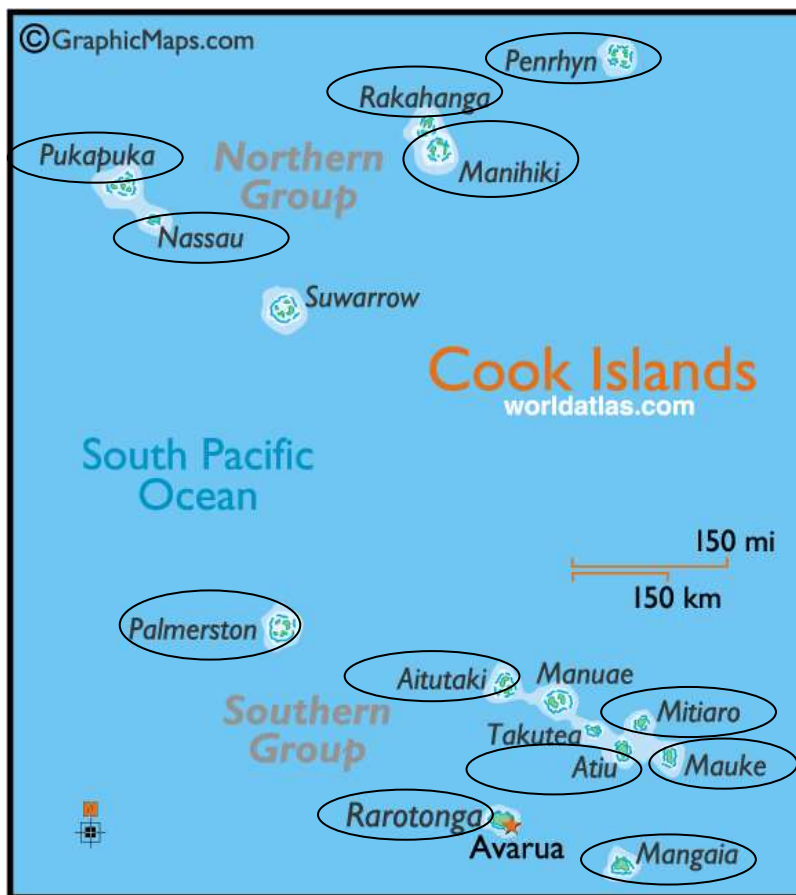 ©GraphicMaps.com
Penrhyn
Rakahanga
Pukapuka
Northern
Group
Manihiki
Nassau
Suwarrow
Cook Islands
worldatlas.com
South Pacific
Ocean
150 mi
150 km
Palmerston
Aitutaki
Manuae
Southern
Group
Mitiaro
Takutea
Atiu
Mauke
Rarotonga
Avarua
Mangaia